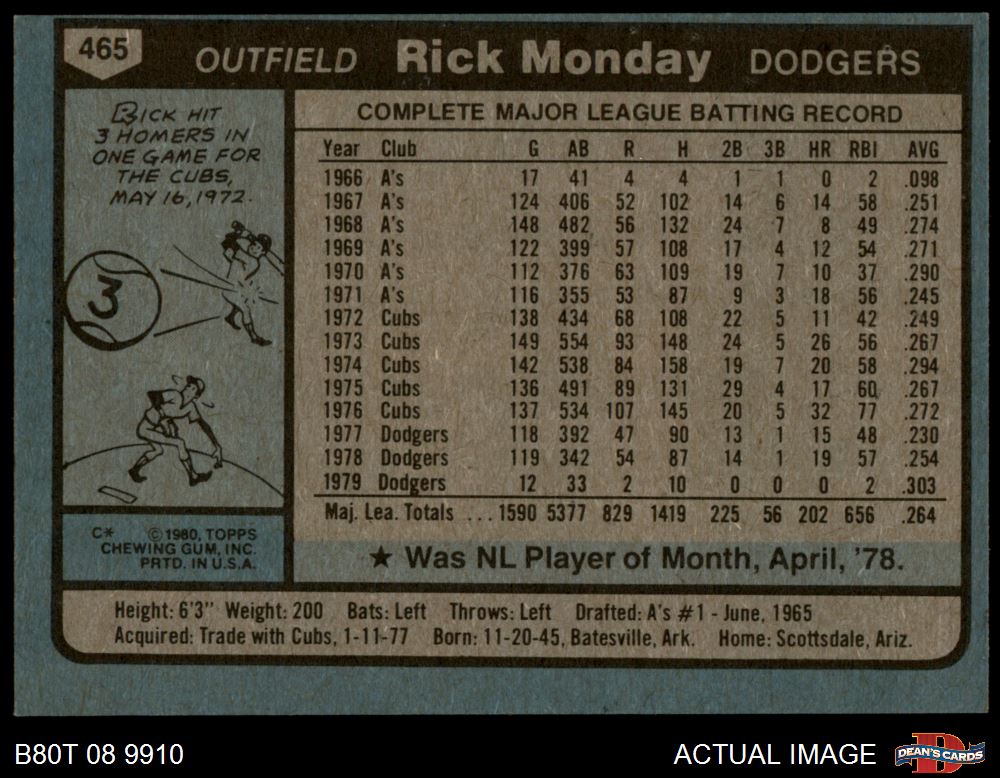 465 OUTFIELD Rick Monday DODGERS
RICK HIT
3 HOMERS IN
ONE GAME FOR
THE CUBS,
MAY 16, 1972.
3
COMPLETE MAJOR LEAGUE BATTING RECORD
Year Club G AB R H 2B 3B HR RBI AVG
1966 A's 17 41 4 4 1 1 0 2 .098
1967 A's 124 406 52 102 14 6 14 58 .251
1968 A's 148 482 56 132 24 7 8 49 .274
1969 A's 122 399 57 108 17 4 12 54 .271
1970 A's 112 376 63 109 19 7 10 37 .290
1971 A's 116 355 53 87 9 3 18 56 .245
1972 Cubs 138 434 68 108 22 5 11 42 .249
1973 Cubs 149 554 93 148 24 5 26 56 .267
1974 Cubs 142 538 84 158 19 7 20 58 .294
1975 Cubs 136 491 89 131 29 4 17 60 .267
1976 Cubs 137 534 107 145 20 5 32 77 .272
1977 Dodgers 118 392 47 90 13 1 15 48 .230
1978 Dodgers 119 342 54 87 14 1 19 57 .254
1979 Dodgers 12 33 2 10 0 0 0 2 .303
Maj. Lea. Totals ... 1590 5377 829 1419 225 56 202 656 .264
★ Was NL Player of Month, April, '78.
C* ©1980, TOPPS
CHEWING GUM, INC.
PRTD. IN U.S.A.
Height: 6'3" Weight: 200 Bats: Left Throws: Left Drafted: A's #1 - June, 1965
Acquired: Trade with Cubs, 1-11-77 Born: 11-20-45, Batesville, Ark. Home: Scottsdale, Ariz.
B80T 08 9910 ACTUAL IMAGE DEAN'S CARDS